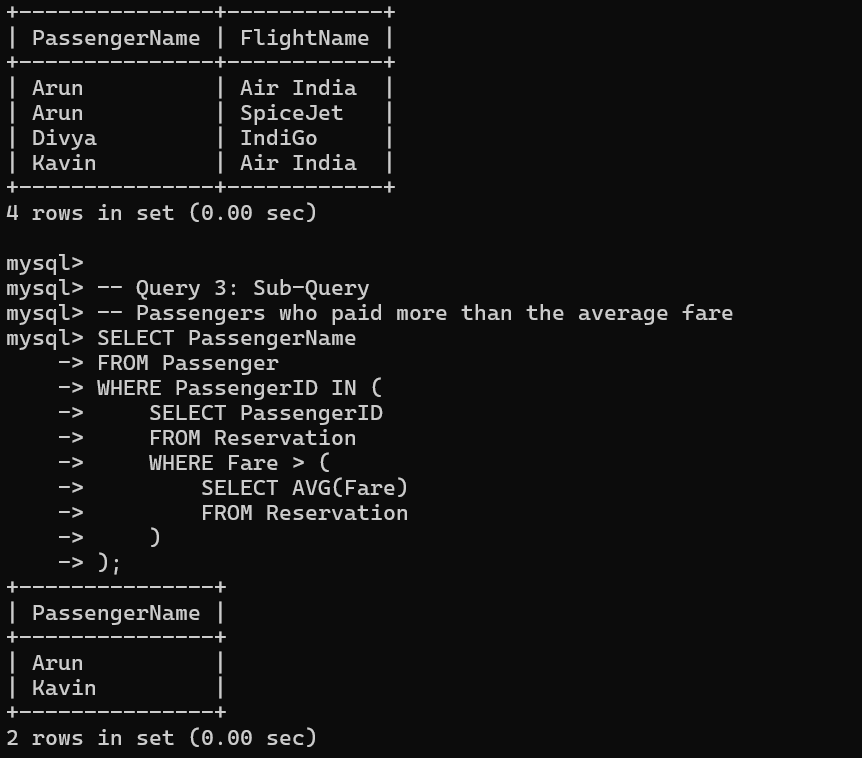 +---------------+------------+
| PassengerName | FlightName |
+---------------+------------+
| Arun          | Air India  |
| Arun          | SpiceJet   |
| Divya         | IndiGo     |
| Kavin         | Air India  |
+---------------+------------+
4 rows in set (0.00 sec)

mysql>
mysql> -- Query 3: Sub-Query
mysql> -- Passengers who paid more than the average fare
mysql> SELECT PassengerName
    -> FROM Passenger
    -> WHERE PassengerID IN (
    ->     SELECT PassengerID
    ->     FROM Reservation
    ->     WHERE Fare > (
    ->         SELECT AVG(Fare)
    ->         FROM Reservation
    ->     )
    -> );
+---------------+
| PassengerName |
+---------------+
| Arun          |
| Kavin         |
+---------------+
2 rows in set (0.00 sec)